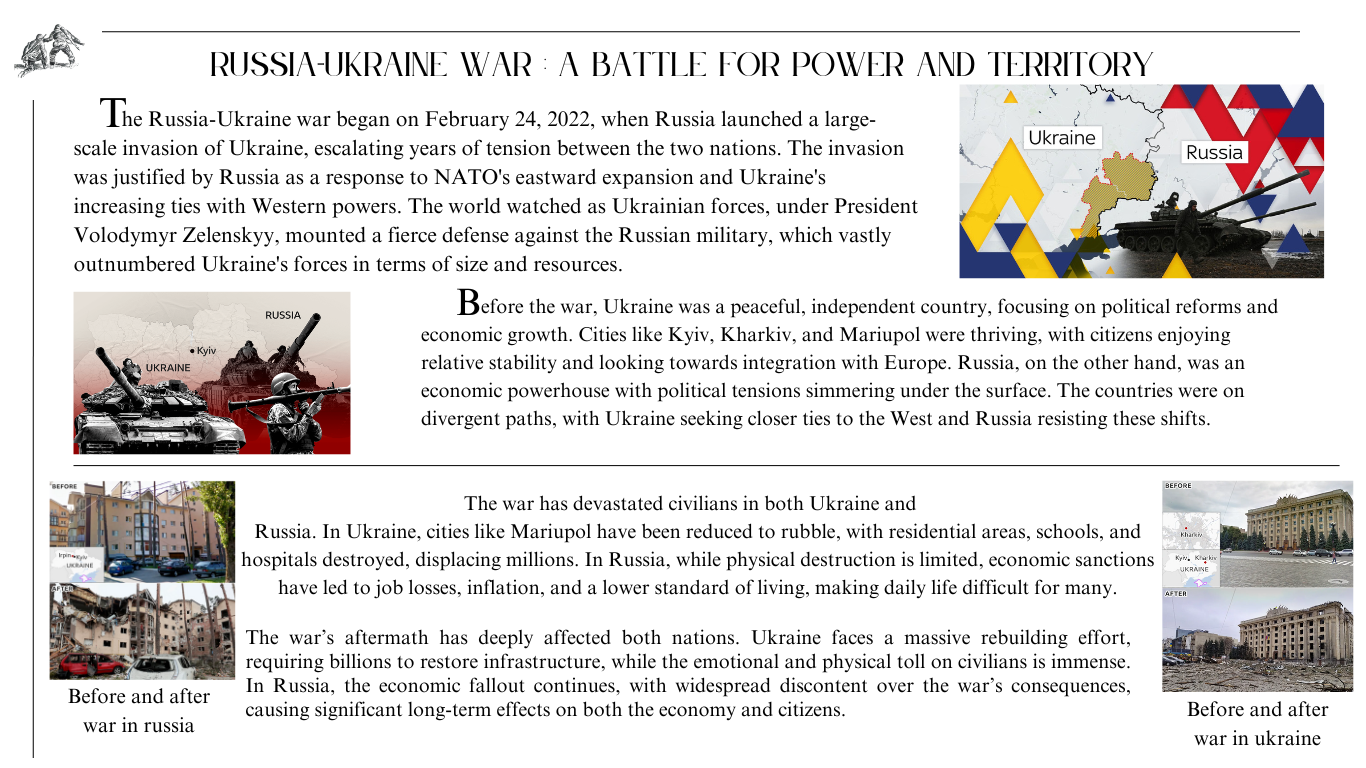 RUSSIA-UKRAINE WAR : A BATTLE FOR POWER AND TERRITORY
The Russia-Ukraine war began on February 24, 2022, when Russia launched a large-
scale invasion of Ukraine, escalating years of tension between the two nations. The invasion
was justified by Russia as a response to NATO's eastward expansion and Ukraine's
increasing ties with Western powers. The world watched as Ukrainian forces, under President
Volodymyr Zelenskyy, mounted a fierce defense against the Russian military, which vastly
outnumbered Ukraine's forces in terms of size and resources.
Ukraine
Russia
RUSSIA
Kyiv
UKRAINE
Before the war, Ukraine was a peaceful, independent country, focusing on political reforms and
economic growth. Cities like Kyiv, Kharkiv, and Mariupol were thriving, with citizens enjoying
relative stability and looking towards integration with Europe. Russia, on the other hand, was an
economic powerhouse with political tensions simmering under the surface. The countries were on
divergent paths, with Ukraine seeking closer ties to the West and Russia resisting these shifts.
BEFORE
Irpin Kyiv
UKRAINE
AFTER
Before and after
war in russia
The war has devastated civilians in both Ukraine and
Russia. In Ukraine, cities like Mariupol have been reduced to rubble, with residential areas, schools, and
hospitals destroyed, displacing millions. In Russia, while physical destruction is limited, economic sanctions
have led to job losses, inflation, and a lower standard of living, making daily life difficult for many.
The war's aftermath has deeply affected both nations. Ukraine faces a massive rebuilding effort,
requiring billions to restore infrastructure, while the emotional and physical toll on civilians is immense.
In Russia, the economic fallout continues, with widespread discontent over the war's consequences,
causing significant long-term effects on both the economy and citizens.
BEFORE
Kharkiv
Kyiv Kharkiv
UKRAINE
AFTER
Before and after
war in ukraine